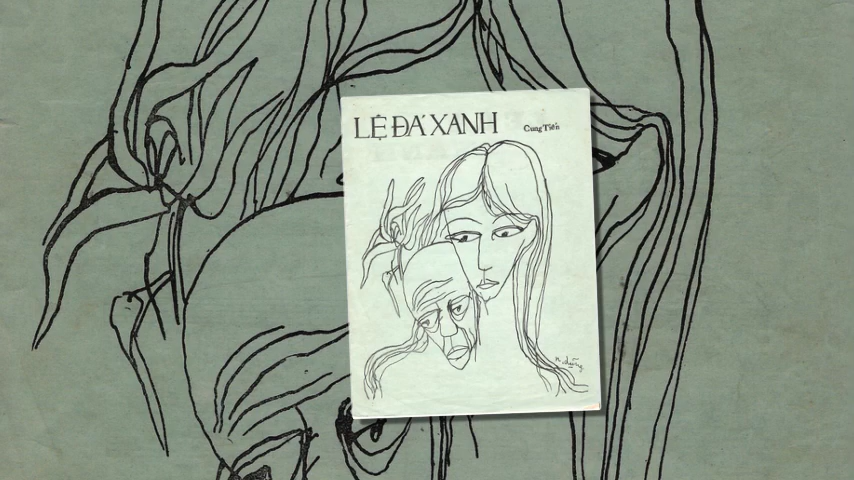 LỆ ĐÁ XANH
Cung Tiến